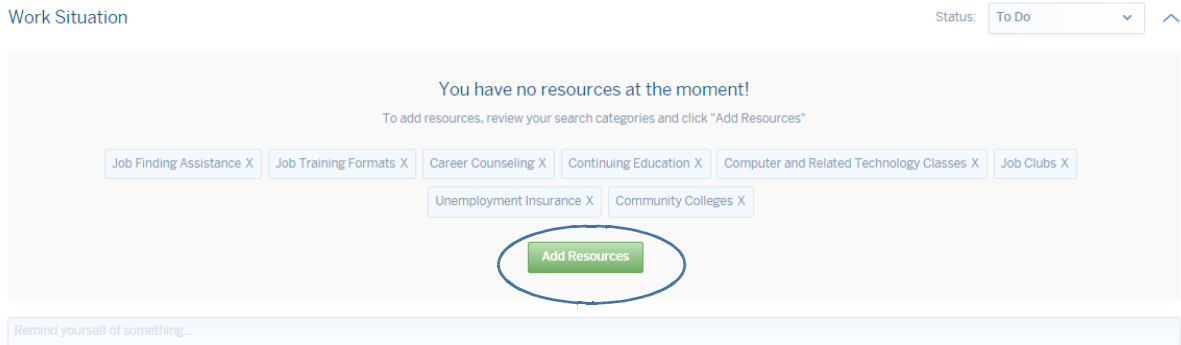 Work Situation
Status: To Do
You have no resources at the moment!
To add resources, review your search categories and click "Add Resources"
Job Finding Assistance X Job Training Formats X Career Counseling X Continuing Education X Computer and Related Technology Classes X Job Clubs X
Unemployment Insurance X Community Colleges X
Add Resources
Remind yourself of something...